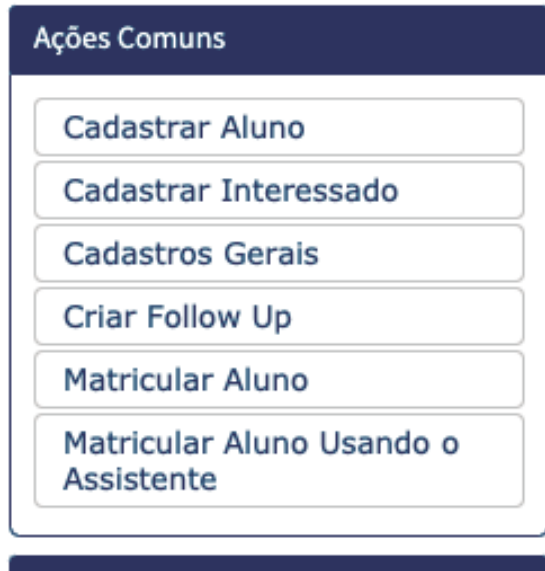 Ações Comuns
Cadastrar Aluno
Cadastrar Interessado
Cadastros Gerais
Criar Follow Up
Matricular Aluno
Matricular Aluno Usando o
Assistente